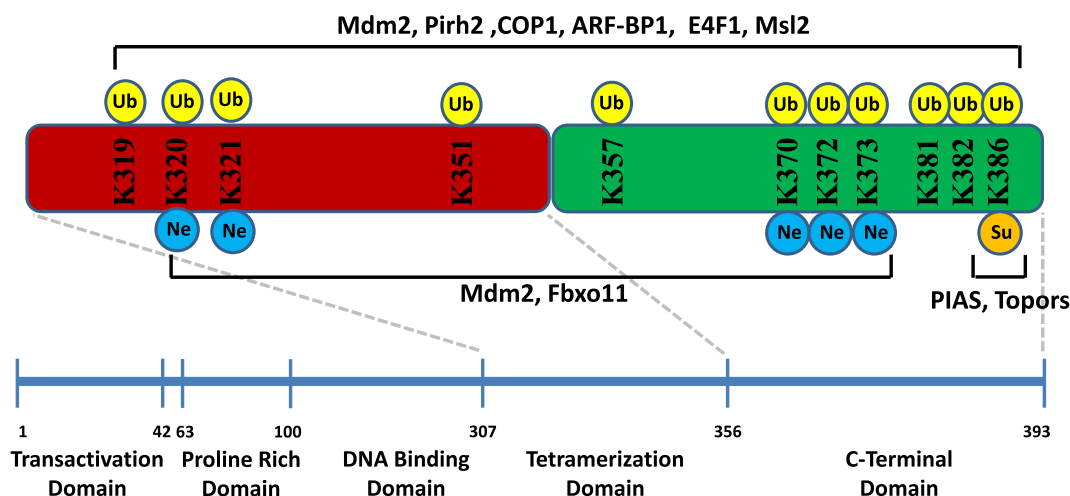 Mdm2, Pirh2 ,COP1, ARF-BP1, E4F1, Msl2
Ub Ub Ub Ub Ub Ub Ub Ub Ub Ub Ub
K319 K320 K321 K351 K357 K370 K372 K373 K381 K382 K386
Ne Ne Ne Ne Ne Su
Mdm2, Fbxo11
PIAS, Topors
1 42 63 100 307 356 393
Transactivation Proline Rich DNA Binding Tetramerization C-Terminal
Domain Domain Domain Domain Domain